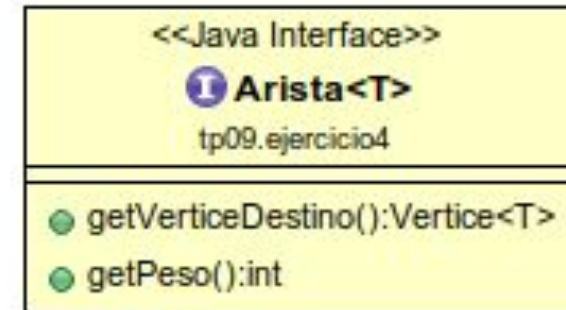 <<Java Interface>>
I Arista<T>
tp09.ejercicio4
getVerticeDestino():Vertice<T>
getPeso():int